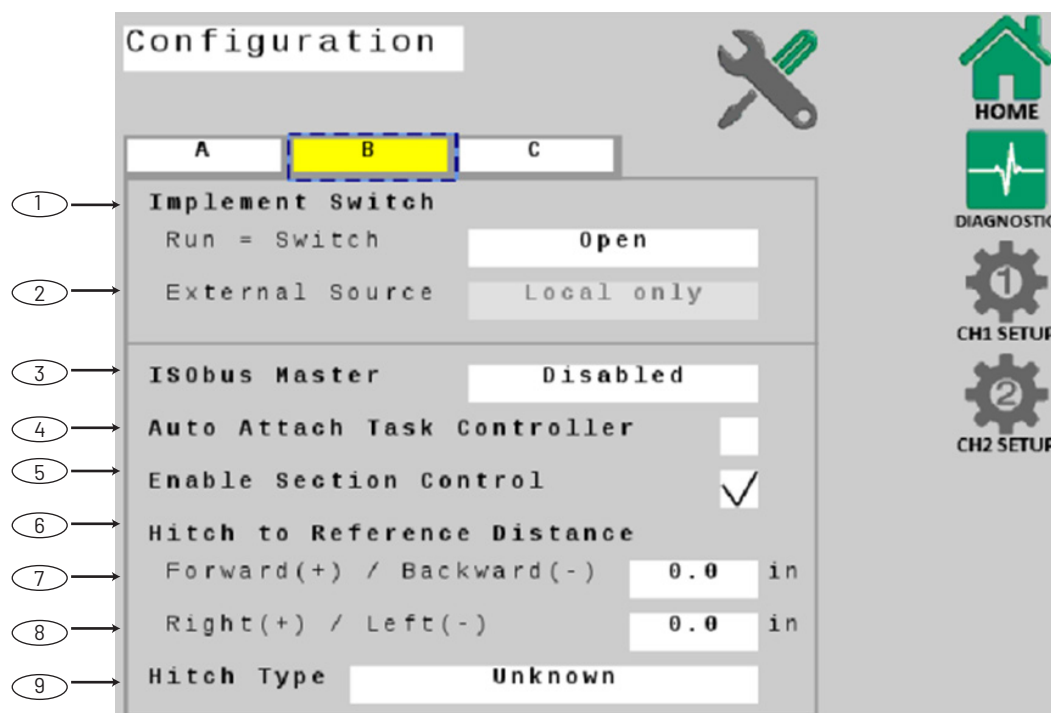 Configuration
HOME
A B C
DIAGNOSTIC
1 Implement Switch
Run = Switch Open
2 External Source Local only
1
CH1 SETUP
3 ISObus Master Disabled
2
CH2 SETUP
4 Auto Attach Task Controller
5 Enable Section Control
6 Hitch to Reference Distance
7 Forward(+) / Backward(-) 0.0 in
8 Right(+) / Left(-) 0.0 in
9 Hitch Type Unknown